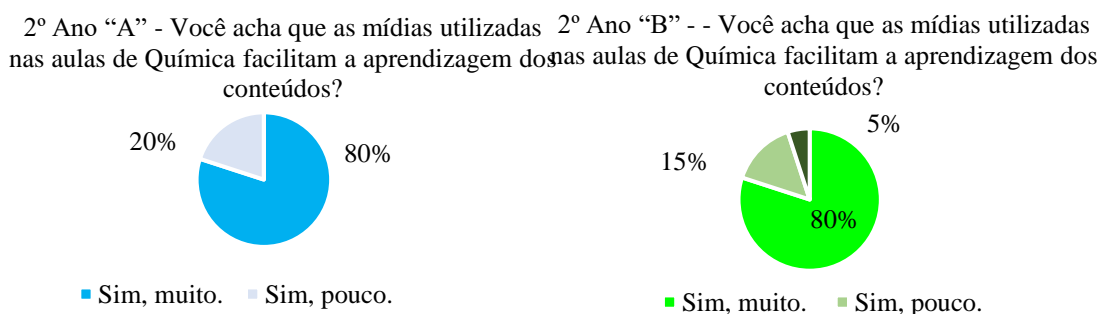 2º Ano “A” - Você acha que as mídias utilizadas
nas aulas de Química facilitam a aprendizagem dos
conteúdos?
20%
80%
Sim, muito.
Sim, pouco.
2º Ano “B” - - Você acha que as mídias utilizadas
nas aulas de Química facilitam a aprendizagem dos
conteúdos?
5%
15%
80%
Sim, muito.
Sim, pouco.